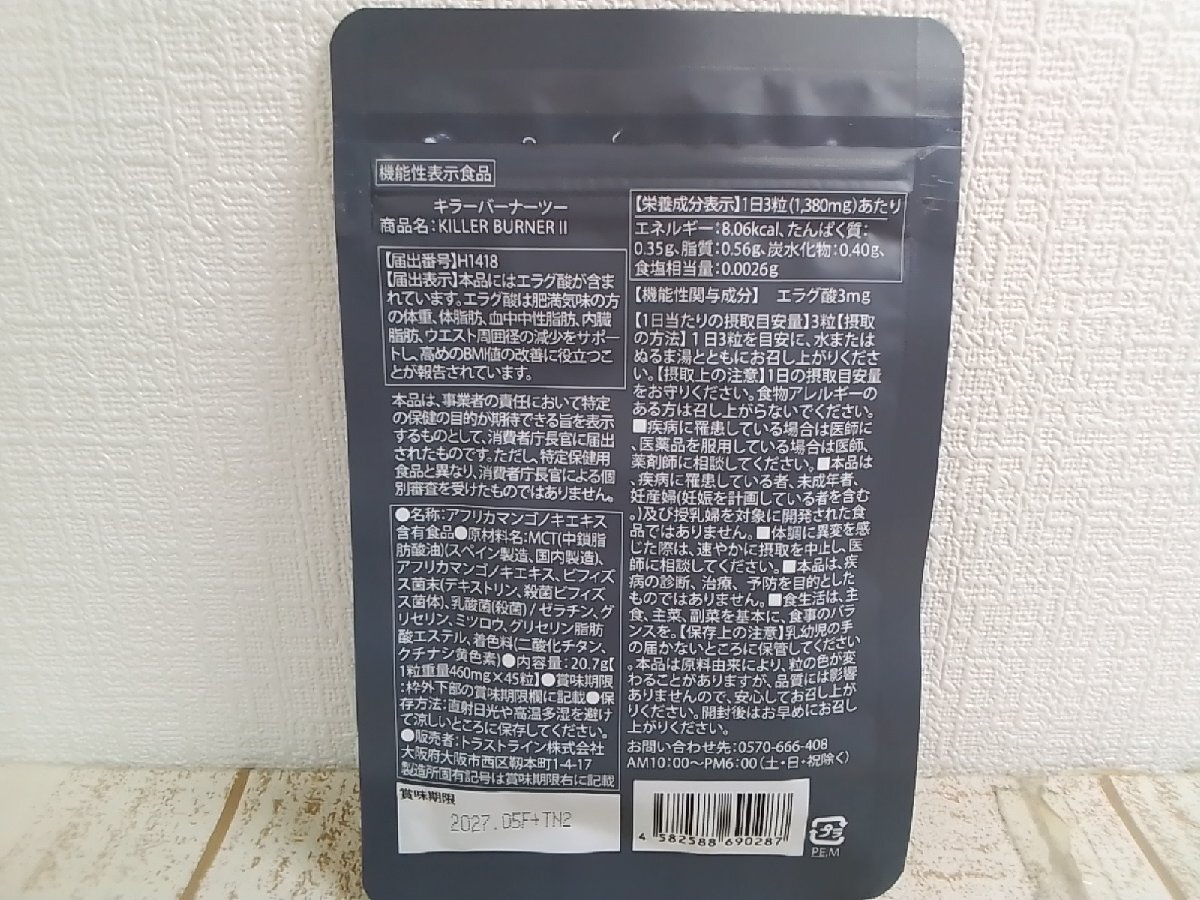 機能性表示食品
キラーバーナーツー
商品名：KILLER BURNER II
【届出番号】H1418
【届出表示】本品にはエラグ酸が含ま
れています。エラグ酸は肥満気味の方
の体重、体脂肪、血中中性脂肪、内臓
脂肪、ウエスト周囲径の減少をサポー
トし、高めのBMI値の改善に役立つこ
とが報告されています。
本品は、事業者の責任において特定
の保健の目的が期待できる旨を表示
するものとして、消費者庁長官に届出
されたものです。ただし、特定保健用
食品と異なり、消費者庁長官による個
別審査を受けたものではありません。
●名称：アフリカマンゴノキエキス
含有食品●原材料名：MCT(中鎖脂
肪酸油)(スペイン製造、国内製造)、
アフリカマンゴノキエキス、ビフィズ
ス菌末(デキストリン、殺菌ビフィズ
ス菌体)、乳酸菌(殺菌) / ゼラチン、グ
リセリン、ミツロウ、グリセリン脂肪
酸エステル、着色料(二酸化チタン、
クチナシ黄色素)●内容量：20.7g【
1粒重量460mg×45粒】●賞味期限
：枠外下部の賞味期限欄に記載●保
存方法：直射日光や高温多湿を避け
て涼しいところに保存してください。
●販売者：トラストライン株式会社
大阪府大阪市西区靱本町1-4-17
製造所固有記号は賞味期限右に記載
賞味期限
2027.05F+TN2
【栄養成分表示】1日3粒(1,380mg)あたり
エネルギー：8.06kcal、たんぱく質：
0.35g、脂質：0.56g、炭水化物：0.40g、
食塩相当量：0.0026g
【機能性関与成分】 エラグ酸3mg
【1日当たりの摂取目安量】3粒【摂取
の方法】1日3粒を目安に、水または
ぬるま湯とともにお召し上がりくださ
い。【摂取上の注意】1日の摂取目安量
をお守りください。食物アレルギーの
ある方は召し上がらないでください。
■疾病に罹患している場合は医師に
、医薬品を服用している場合は医師、
薬剤師に相談してください。■本品は
、疾病に罹患している者、未成年者、
妊産婦(妊娠を計画している者を含む
。)及び授乳婦を対象に開発された食
品ではありません。■体調に異変を感
じた際は、速やかに摂取を中止し、医
師に相談してください。■本品は、疾
病の診断、治療、予防を目的とした
ものではありません。■食生活は、主
食、主菜、副菜を基本に、食事のバラ
ンスを。【保存上の注意】乳幼児の手
の届かないところに保管してください
。本品は原料由来により、粒の色が変
わることがありますが、品質には影響
ありませんので、安心してお召し上が
りください。開封後はお早めにお召し
上がりください。
お問い合わせ先：0570-666-408
AM10：00〜PM6：00（土・日・祝除く）
4 582588 690287
プラ
P.E.M